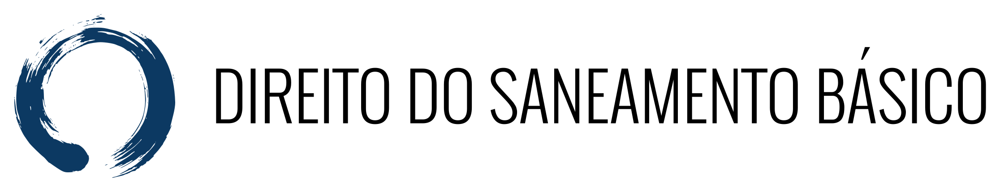 DIREITO DO SANEAMENTO BÁSICO